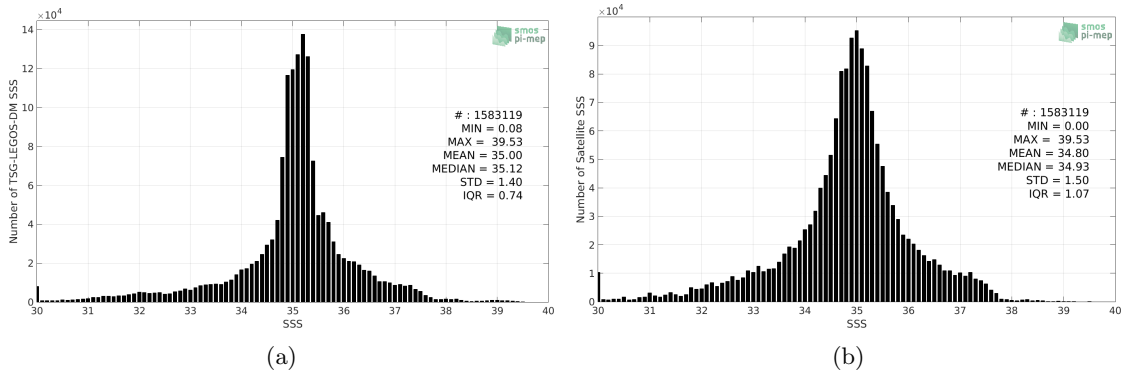 ×10⁴
14
12
10
8
6
4
2
0
Number of TSG-LEGOS-DM SSS
30 31 32 33 34 35 36 37 38 39 40
SSS
smos
pi-mep
# : 1583119
MIN = 0.08
MAX = 39.53
MEAN = 35.00
MEDIAN = 35.12
STD = 1.40
IQR = 0.74
(a)
×10⁴
9
8
7
6
5
4
3
2
1
0
Number of Satellite SSS
30 31 32 33 34 35 36 37 38 39 40
SSS
smos
pi-mep
# : 1583119
MIN = 0.00
MAX = 39.53
MEAN = 34.80
MEDIAN = 34.93
STD = 1.50
IQR = 1.07
(b)